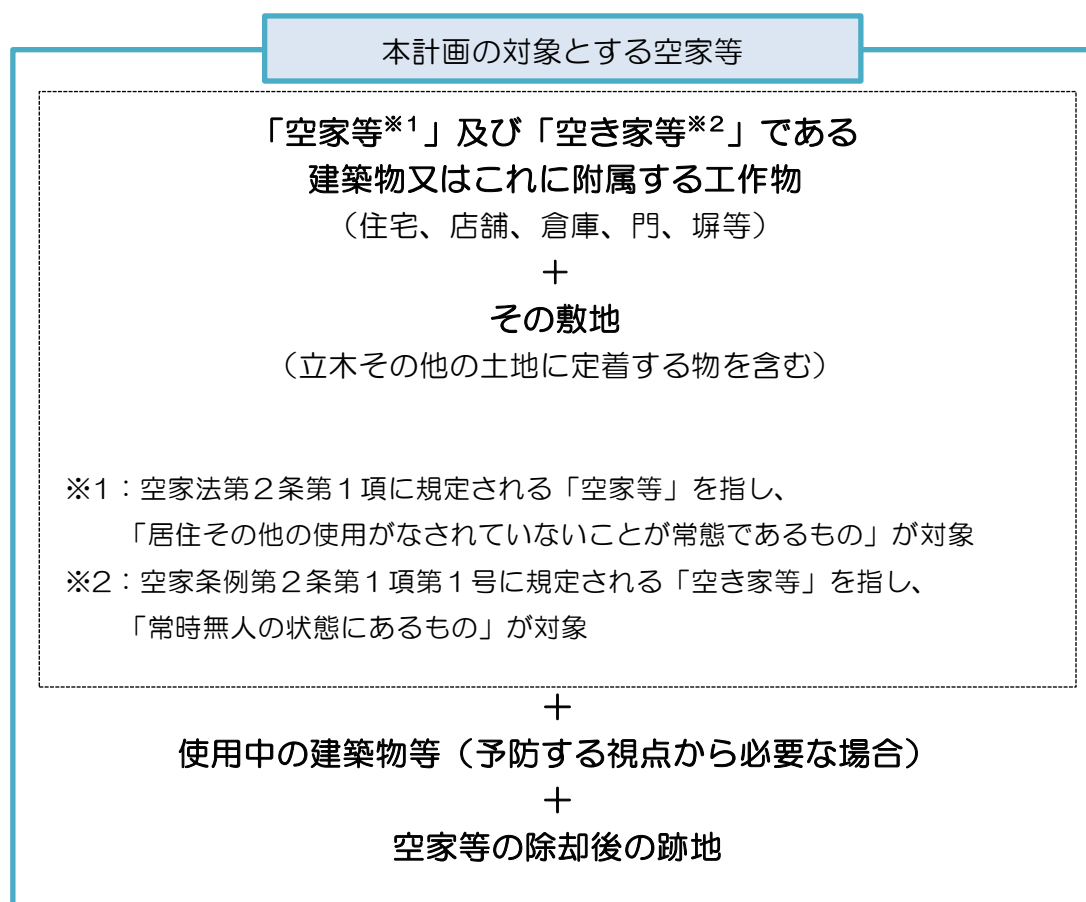 本計画の対象とする空家等
「空家等※1」及び「空き家等※2」である
建築物又はこれに附属する工作物
（住宅、店舗、倉庫、門、塀等）
＋
その敷地
（立木その他の土地に定着する物を含む）
※1：空家法第２条第１項に規定される「空家等」を指し、
「居住その他の使用がなされていないことが常態であるもの」が対象
※2：空家条例第２条第１項第１号に規定される「空き家等」を指し、
「常時無人の状態にあるもの」が対象
＋
使用中の建築物等（予防する視点から必要な場合）
＋
空家等の除却後の跡地